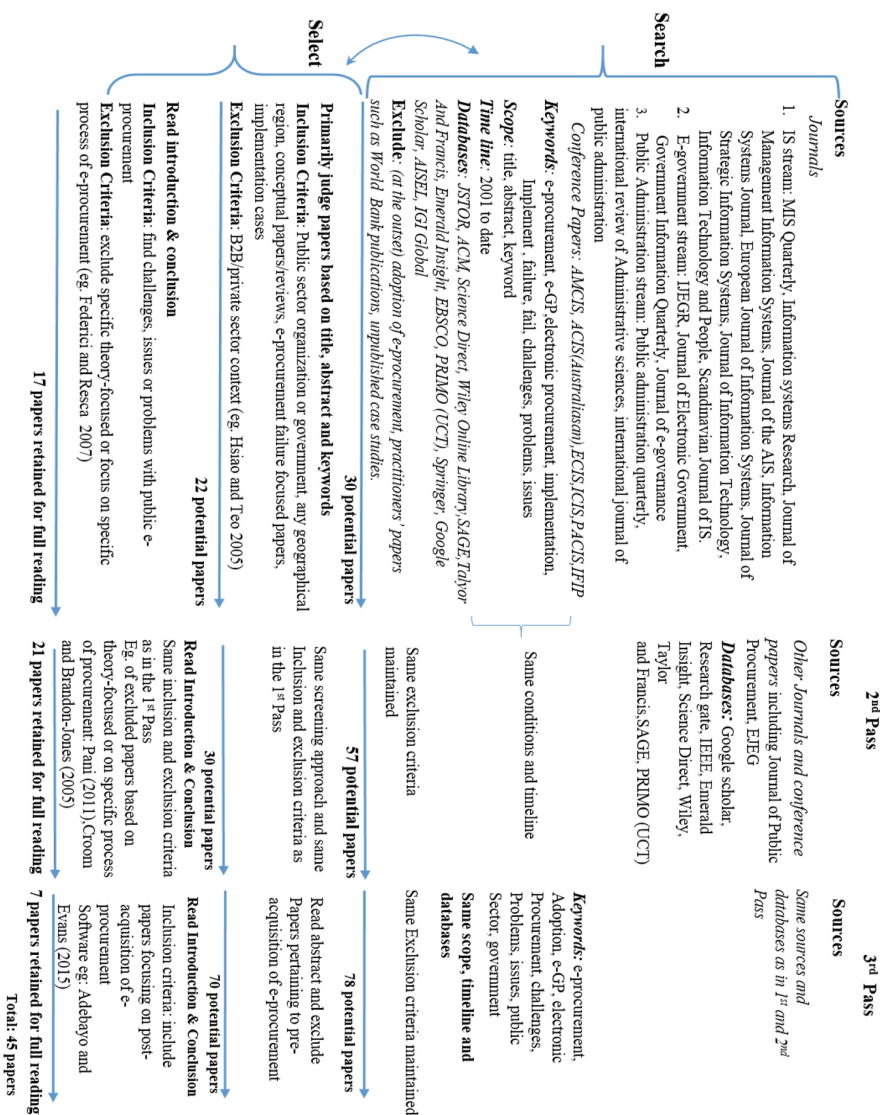 Search
Select
Sources
Journals
1. IS stream: MIS Quarterly, Information systems Research, Journal of
Management Information Systems, Journal of the AIS, Information
Systems Journal, European Journal of Information Systems, Journal of
Strategic Information Systems, Journal of Information Technology,
Information Technology and People, Scandinavian Journal of IS.
2. E-government stream: IJEGR, Journal of Electronic Government,
Government Information Quarterly, Journal of e-governance
3. Public Administration stream: Public administration quarterly,
international review of Administrative sciences, international journal of
public administration
Conference Papers: AMCIS, ACIS(Australiasan),ECIS,ICIS,PACIS,IFIP
Keywords: e-procurement, e-GP,electronic procurement, implementation,
Implement , failure, fail, challenges, problems, issues
Scope: title, abstract, keyword
Time line: 2001 to date
Databases: JSTOR, ACM, Science Direct, Wiley Online Library,SAGE,Talyor
And Francis, Emerald Insight, EBSCO, PRIMO (UCT), Springer, Google
Scholar, AISEL, IGI Global
Exclude: (at the outset) adoption of e-procurement, practitioners' papers
such as World Bank publications, unpublished case studies.
30 potential papers
Primarily judge papers based on title, abstract and keywords
Inclusion Criteria: Public sector organization or government, any geographical
region, conceptual papers/reviews, e-procurement failure focused papers,
implementation cases
Exclusion Criteria: B2B/private sector context (eg. Hsiao and Teo 2005)
22 potential papers
Read introduction & conclusion
Inclusion Criteria: find challenges, issues or problems with public e-
procurement
Exclusion Criteria: exclude specific theory-focused or focus on specific
process of e-procurement (eg. Federici and Resca 2007)
17 papers retained for full reading
2nd Pass
Sources
Other Journals and conference
papers including Journal of Public
Procurement, EJEG
Databases: Google scholar,
Research gate, IEEE, Emerald
Insight, Science Direct, Wiley,
Taylor
and Francis,SAGE, PRIMO (UCT)
Same conditions and timeline
Same exclusion criteria
maintained
57 potential papers
Same screening approach and same
Inclusion and exclusion criteria as
in the 1st Pass
30 potential papers
Read Introduction & Conclusion
Same inclusion and exclusion criteria
as in the 1st Pass
Eg. of excluded papers based on
theory-focused or on specific process
of procurement: Pani (2011),Croom
and Brandon-Jones (2005)
21 papers retained for full reading
3rd Pass
Sources
Same sources and
databases as in 1st and 2nd
Pass
Keywords: e-procurement,
Adoption, e-GP, electronic
Procurement, challenges,
Problems, issues, public
Sector, government
Same scope, timeline and
databases
Same Exclusion criteria maintained
78 potential papers
Read abstract and exclude
Papers pertaining to pre-
acquisition of e-procurement
70 potential papers
Read Introduction & Conclusion
Inclusion criteria: include
papers focusing on post-
acquisition of e-
procurement
Software eg: Adebayo and
Evans (2015)
7 papers retained for full reading
Total: 45 papers